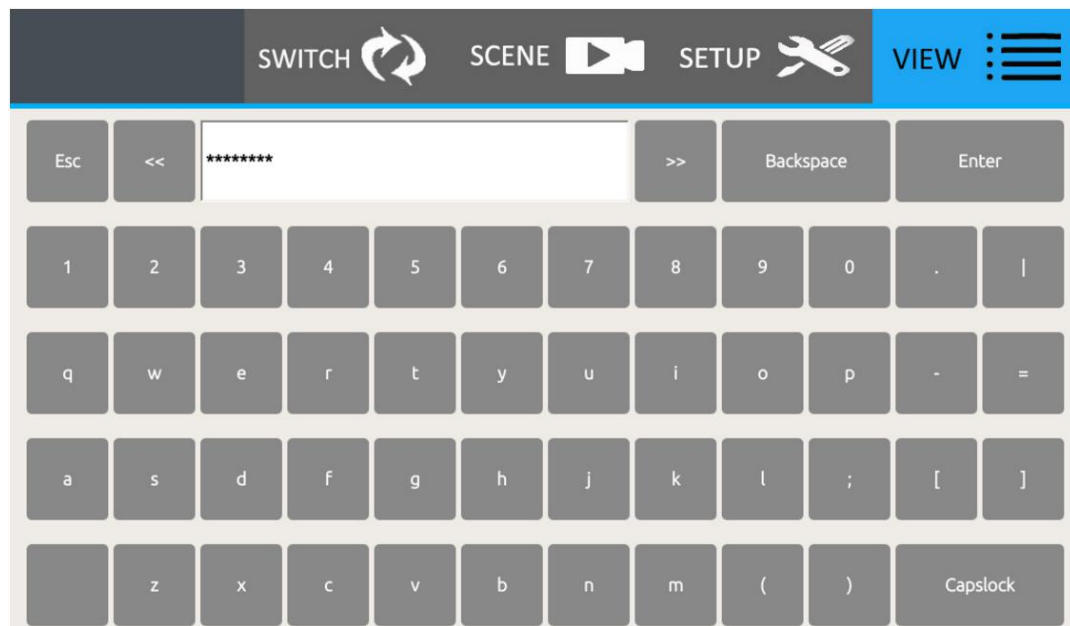 SWITCH SCENE SETUP VIEW
Esc << ******** >> Backspace Enter
1 2 3 4 5 6 7 8 9 0 . |
q w e r t y u i o p - =
a s d f g h j k l ; [ ]
z x c v b n m ( ) Capslock